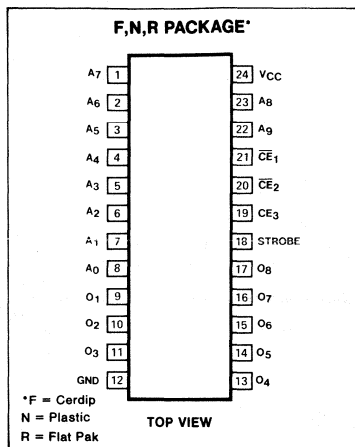 F,N,R PACKAGE*
A7 1 24 VCC
A6 2 23 A8
A5 3 22 A9
A4 4 21 C̅E̅1
A3 5 20 C̅E̅2
A2 6 19 CE3
A1 7 18 STROBE
A0 8 17 O8
O1 9 16 O7
O2 10 15 O6
O3 11 14 O5
GND 12 13 O4
*F = Cerdip
N = Plastic
R = Flat Pak
TOP VIEW